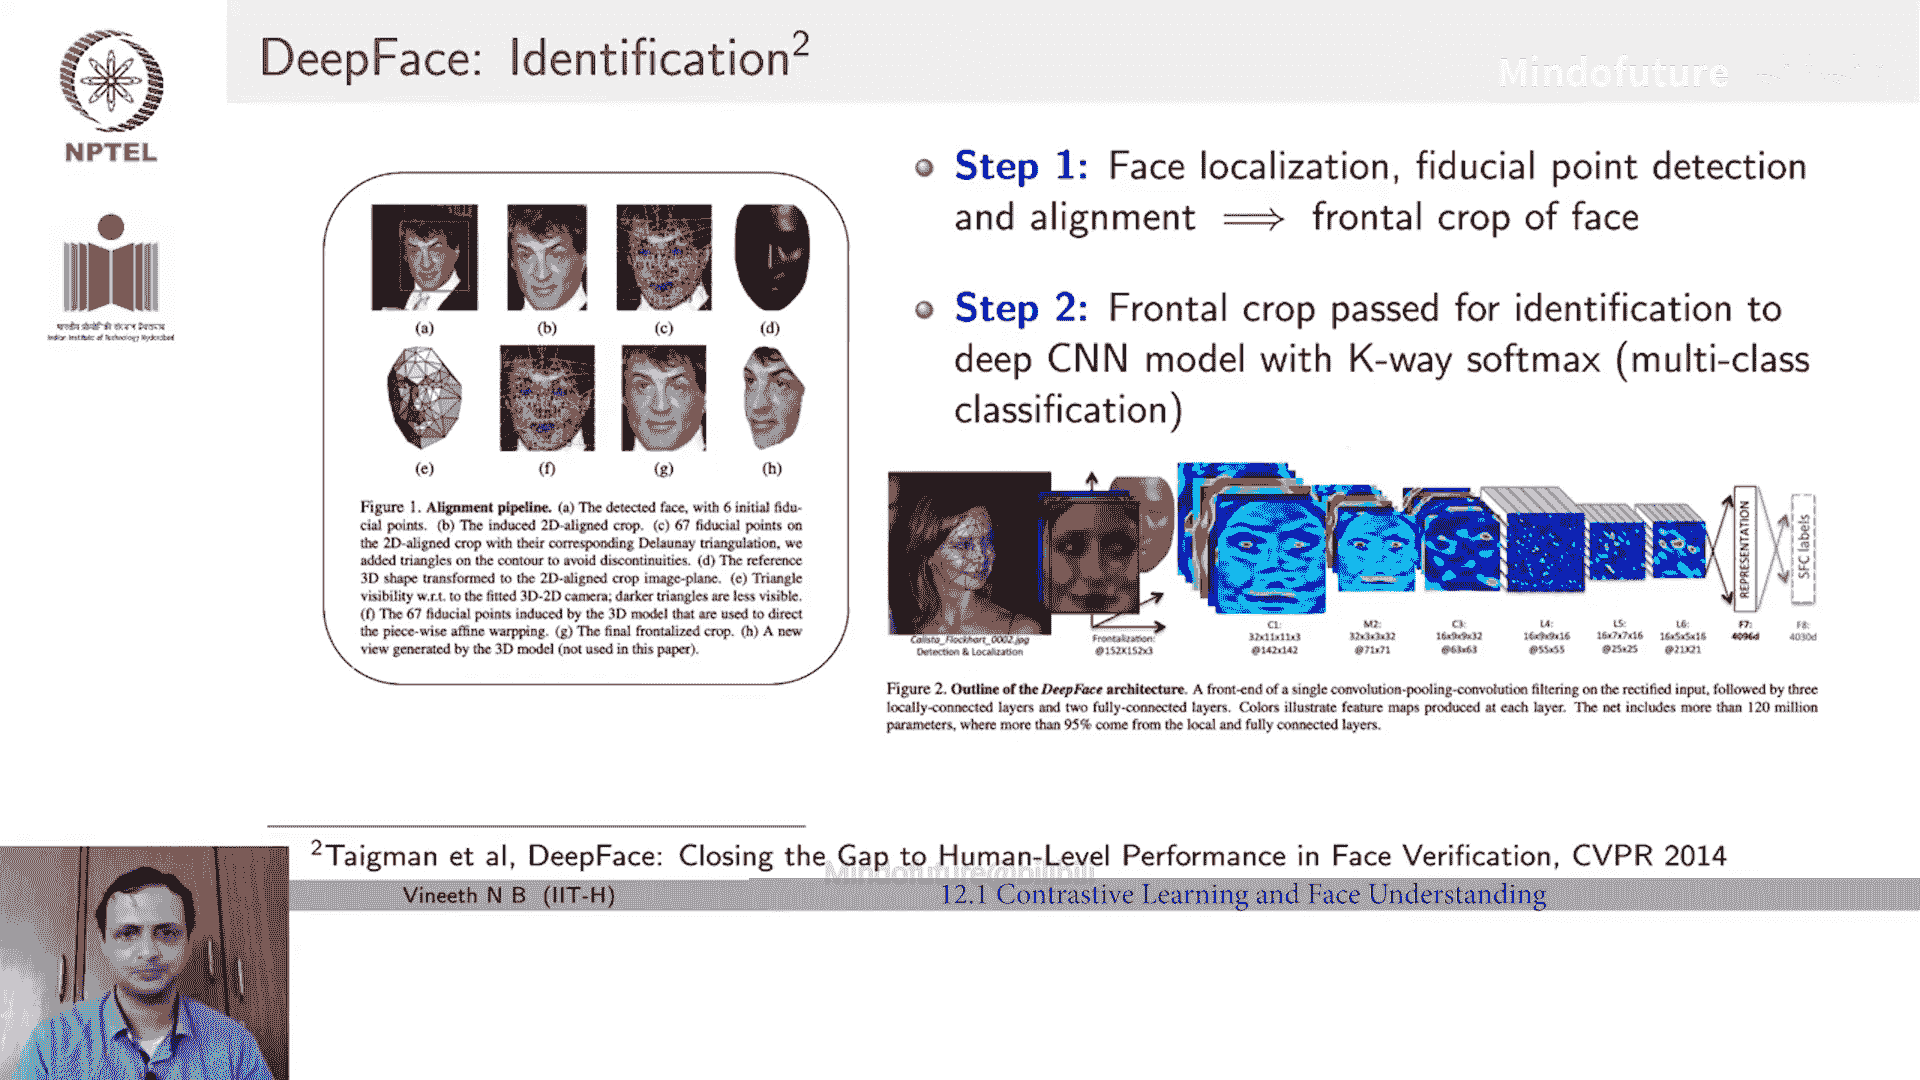 DeepFace: Identification2
Mindofuture
NPTEL
Indian Institute of Technology Hyderabad
Step 1: Face localization, fiducial point detection
and alignment ⟹ frontal crop of face
Step 2: Frontal crop passed for identification to
deep CNN model with K-way softmax (multi-class
classification)
(a) (b) (c) (d)
(e) (f) (g) (h)
Figure 1. Alignment pipeline. (a) The detected face, with 6 initial fidu-
cial points. (b) The induced 2D-aligned crop. (c) 67 fiducial points on
the 2D-aligned crop with their corresponding Delaunay triangulation, we
added triangles on the contour to avoid discontinuities. (d) The reference
3D shape transformed to the 2D-aligned crop image-plane. (e) Triangle
visibility w.r.t. to the fitted 3D-2D camera; darker triangles are less visible.
(f) The 67 fiducial points induced by the 3D model that are used to direct
the piece-wise affine warpping. (g) The final frontalized crop. (h) A new
view generated by the 3D model (not used in this paper).
REPRESENTATION
SFC labels
Calista_Flockhart_0002.jpg
Detection & Localization
Frontalization:
@152X152x3
C1:
32x11x11x3
@142x142
M2:
32x3x3x32
@71x71
C3:
16x9x9x32
@63x63
L4:
16x9x9x16
@55x55
L5:
16x7x7x16
@25x25
L6:
16x5x5x16
@21X21
F7:
4096d
F8:
4030d
Figure 2. Outline of the DeepFace architecture. A front-end of a single convolution-pooling-convolution filtering on the rectified input, followed by three
locally-connected layers and two fully-connected layers. Colors illustrate feature maps produced at each layer. The net includes more than 120 million
parameters, where more than 95% come from the local and fully connected layers.
2Taigman et al, DeepFace: Closing the Gap to Human-Level Performance in Face Verification, CVPR 2014
Mindofuture@bilibili
Vineeth N B (IIT-H)
12.1 Contrastive Learning and Face Understanding